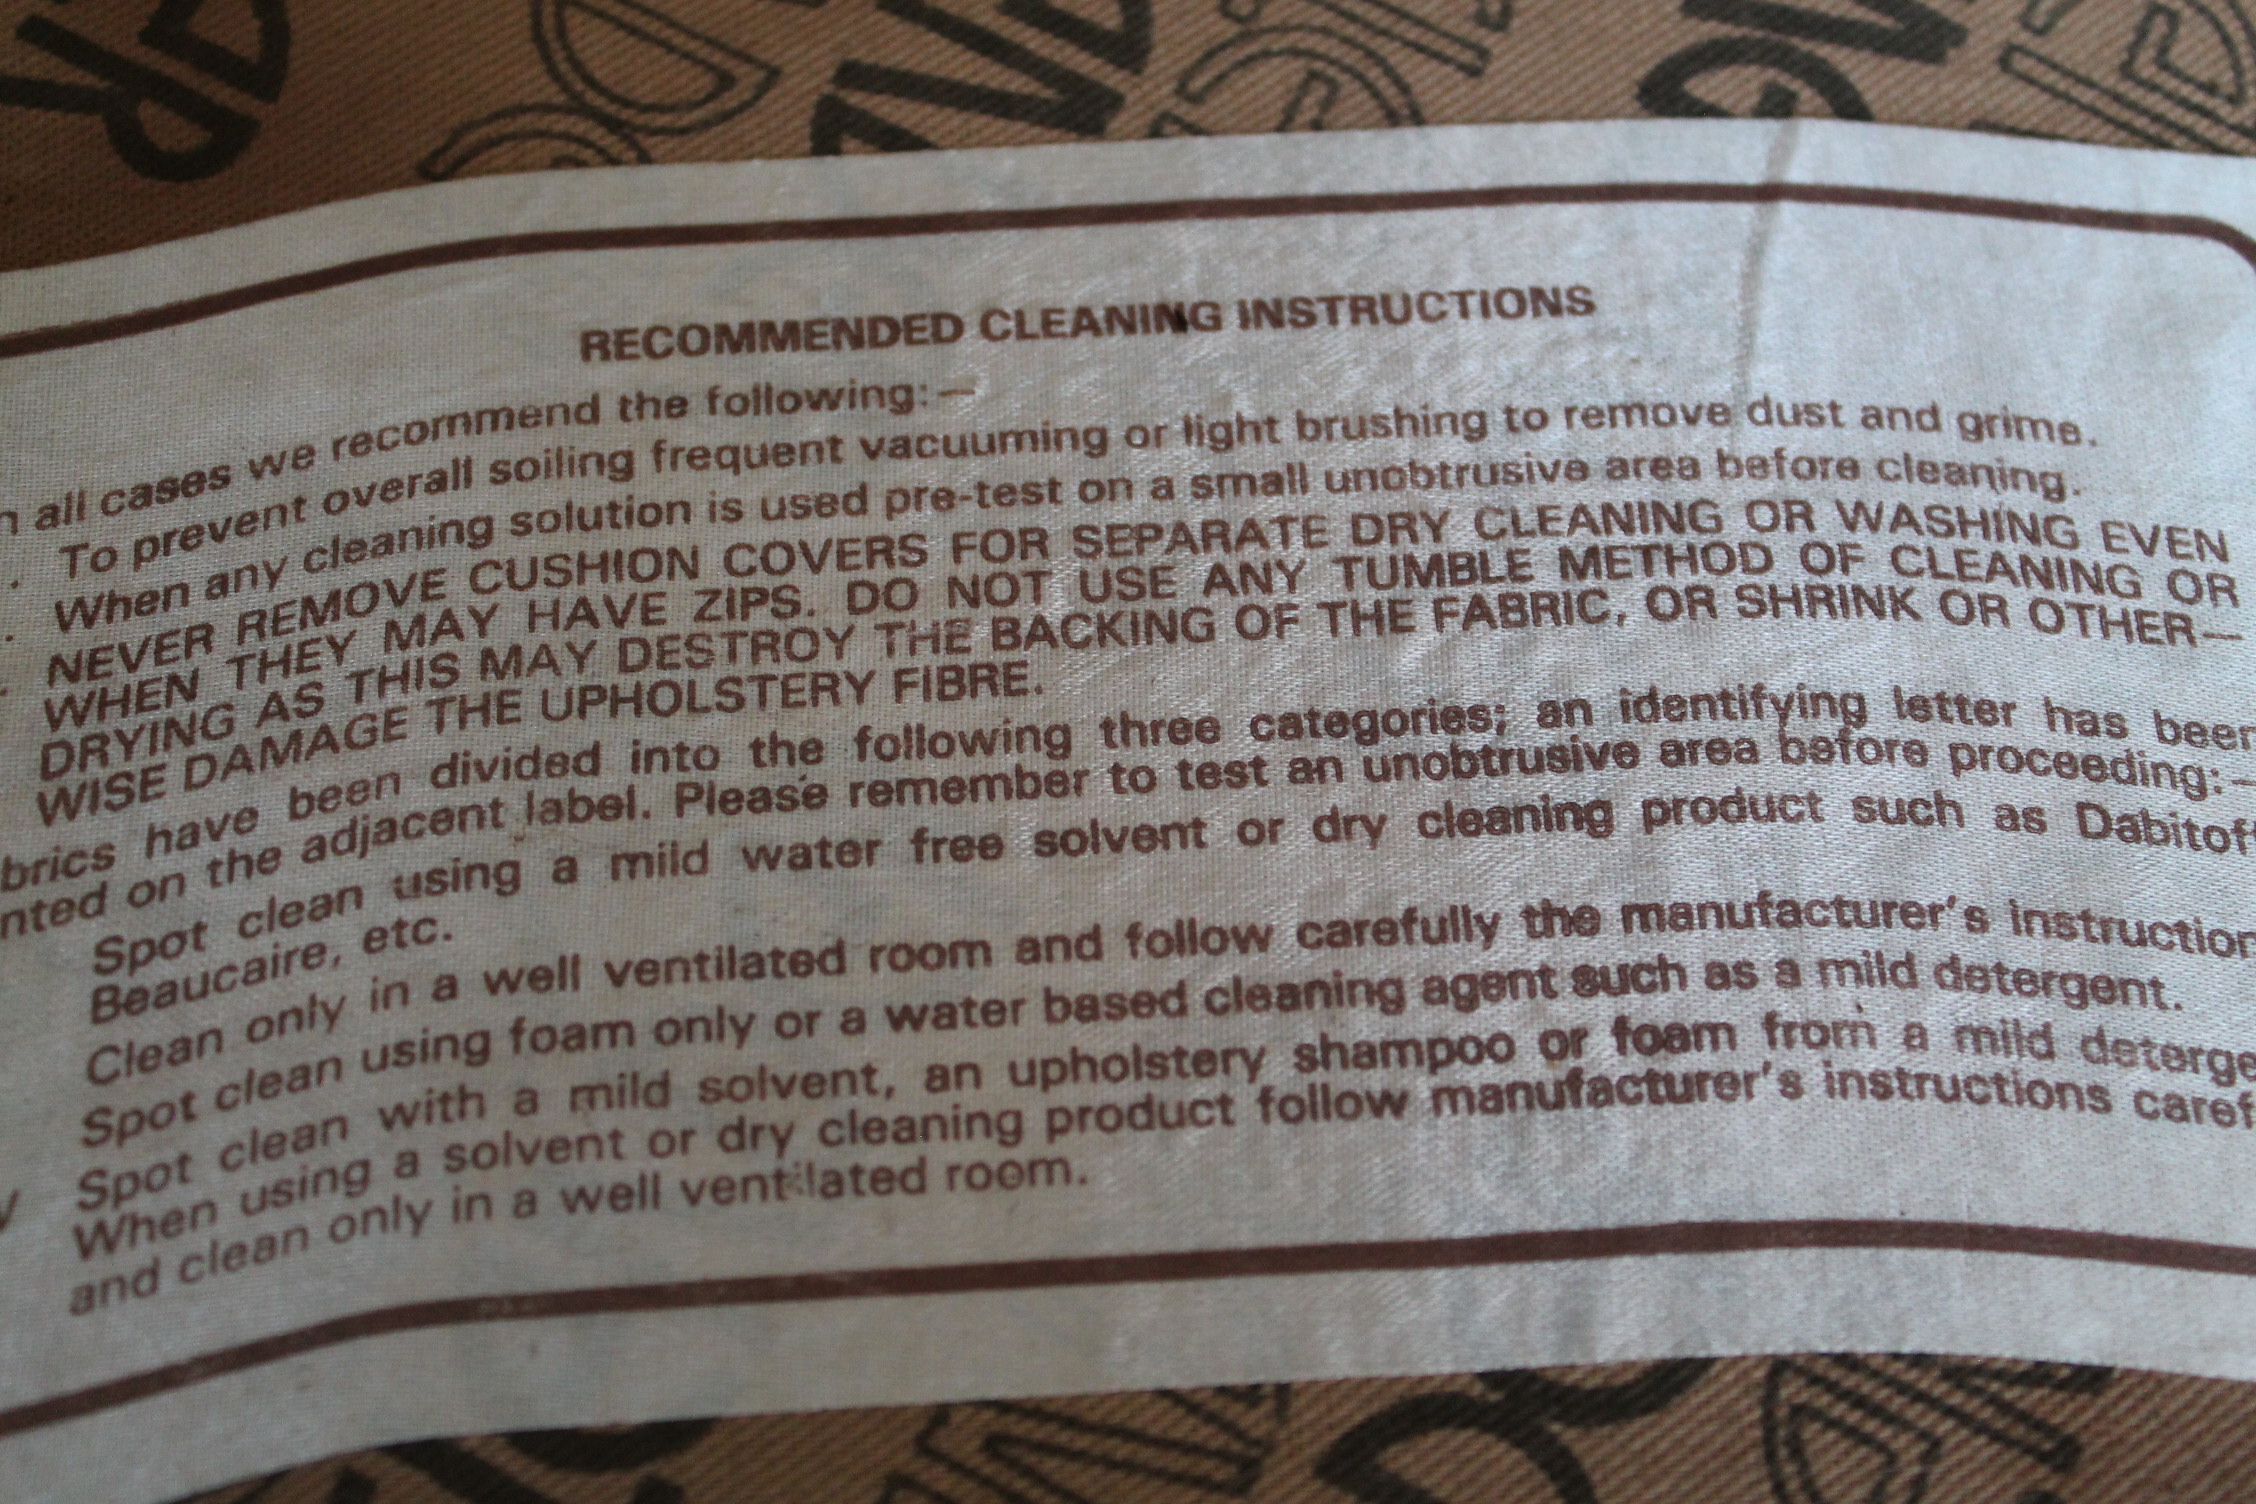 RECOMMENDED CLEANING INSTRUCTIONS
all cases we recommend the following:—
To prevent overall soiling frequent vacuuming or light brushing to remove dust and grime.
When any cleaning solution is used pre-test on a small unobtrusive area before cleaning.
NEVER REMOVE CUSHION COVERS FOR SEPARATE DRY CLEANING OR WASHING EVEN
WHEN THEY MAY HAVE ZIPS. DO NOT USE ANY TUMBLE METHOD OF CLEANING OR
DRYING AS THIS MAY DESTROY THE BACKING OF THE FABRIC, OR SHRINK OR OTHER—
WISE DAMAGE THE UPHOLSTERY FIBRE.
brics have been divided into the following three categories; an identifying letter has been
nted on the adjacent label. Please remember to test an unobtrusive area before proceeding:—
Spot clean using a mild water free solvent or dry cleaning product such as Dabitoff
Beaucaire, etc.
Clean only in a well ventilated room and follow carefully the manufacturer's instruction
Spot clean using foam only or a water based cleaning agent such as a mild detergent.
Spot clean with a mild solvent, an upholstery shampoo or foam from a mild deterge
When using a solvent or dry cleaning product follow manufacturer's instructions caref
and clean only in a well ventilated room.